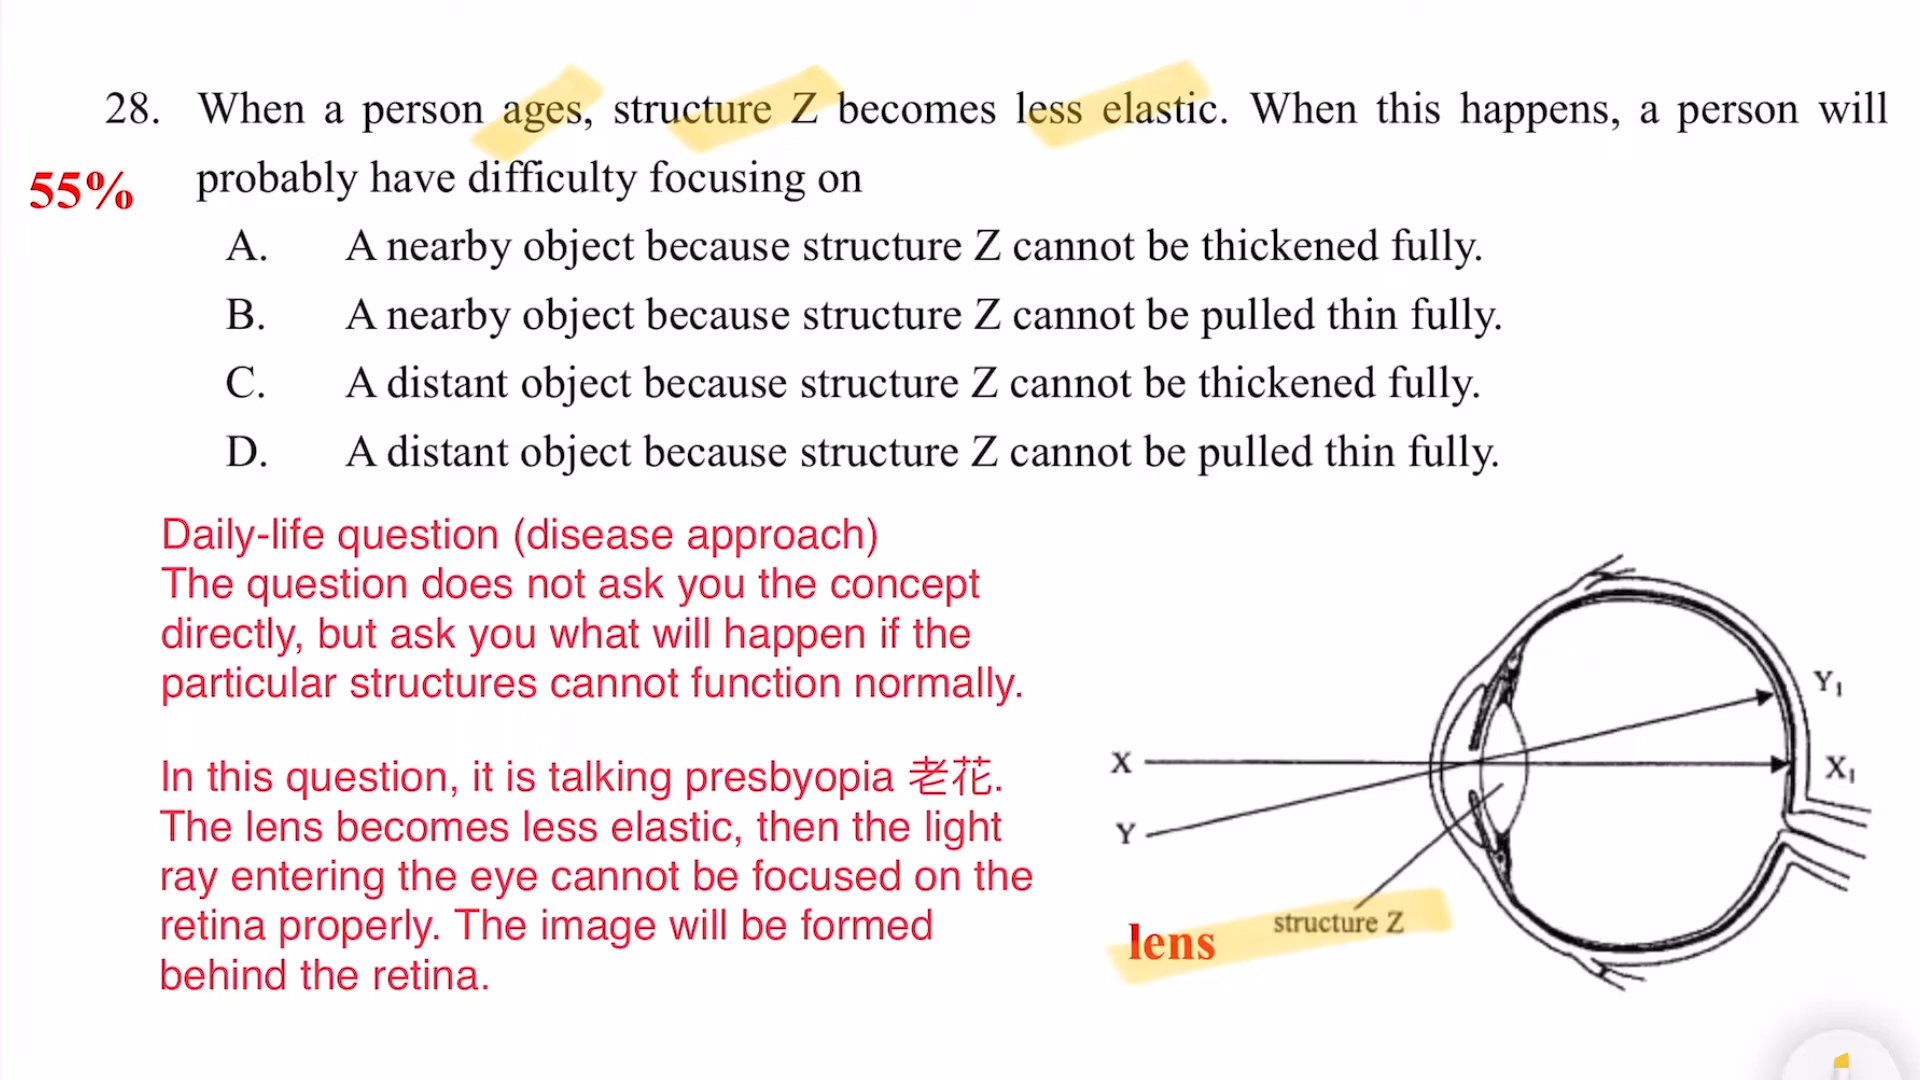 28. When a person ages, structure Z becomes less elastic. When this happens, a person will
55% probably have difficulty focusing on
A. A nearby object because structure Z cannot be thickened fully.
B. A nearby object because structure Z cannot be pulled thin fully.
C. A distant object because structure Z cannot be thickened fully.
D. A distant object because structure Z cannot be pulled thin fully.
Daily-life question (disease approach)
The question does not ask you the concept
directly, but ask you what will happen if the
particular structures cannot function normally.
In this question, it is talking presbyopia 老花.
The lens becomes less elastic, then the light
ray entering the eye cannot be focused on the
retina properly. The image will be formed
behind the retina.
Y₁
X
X₁
Y
structure Z
lens